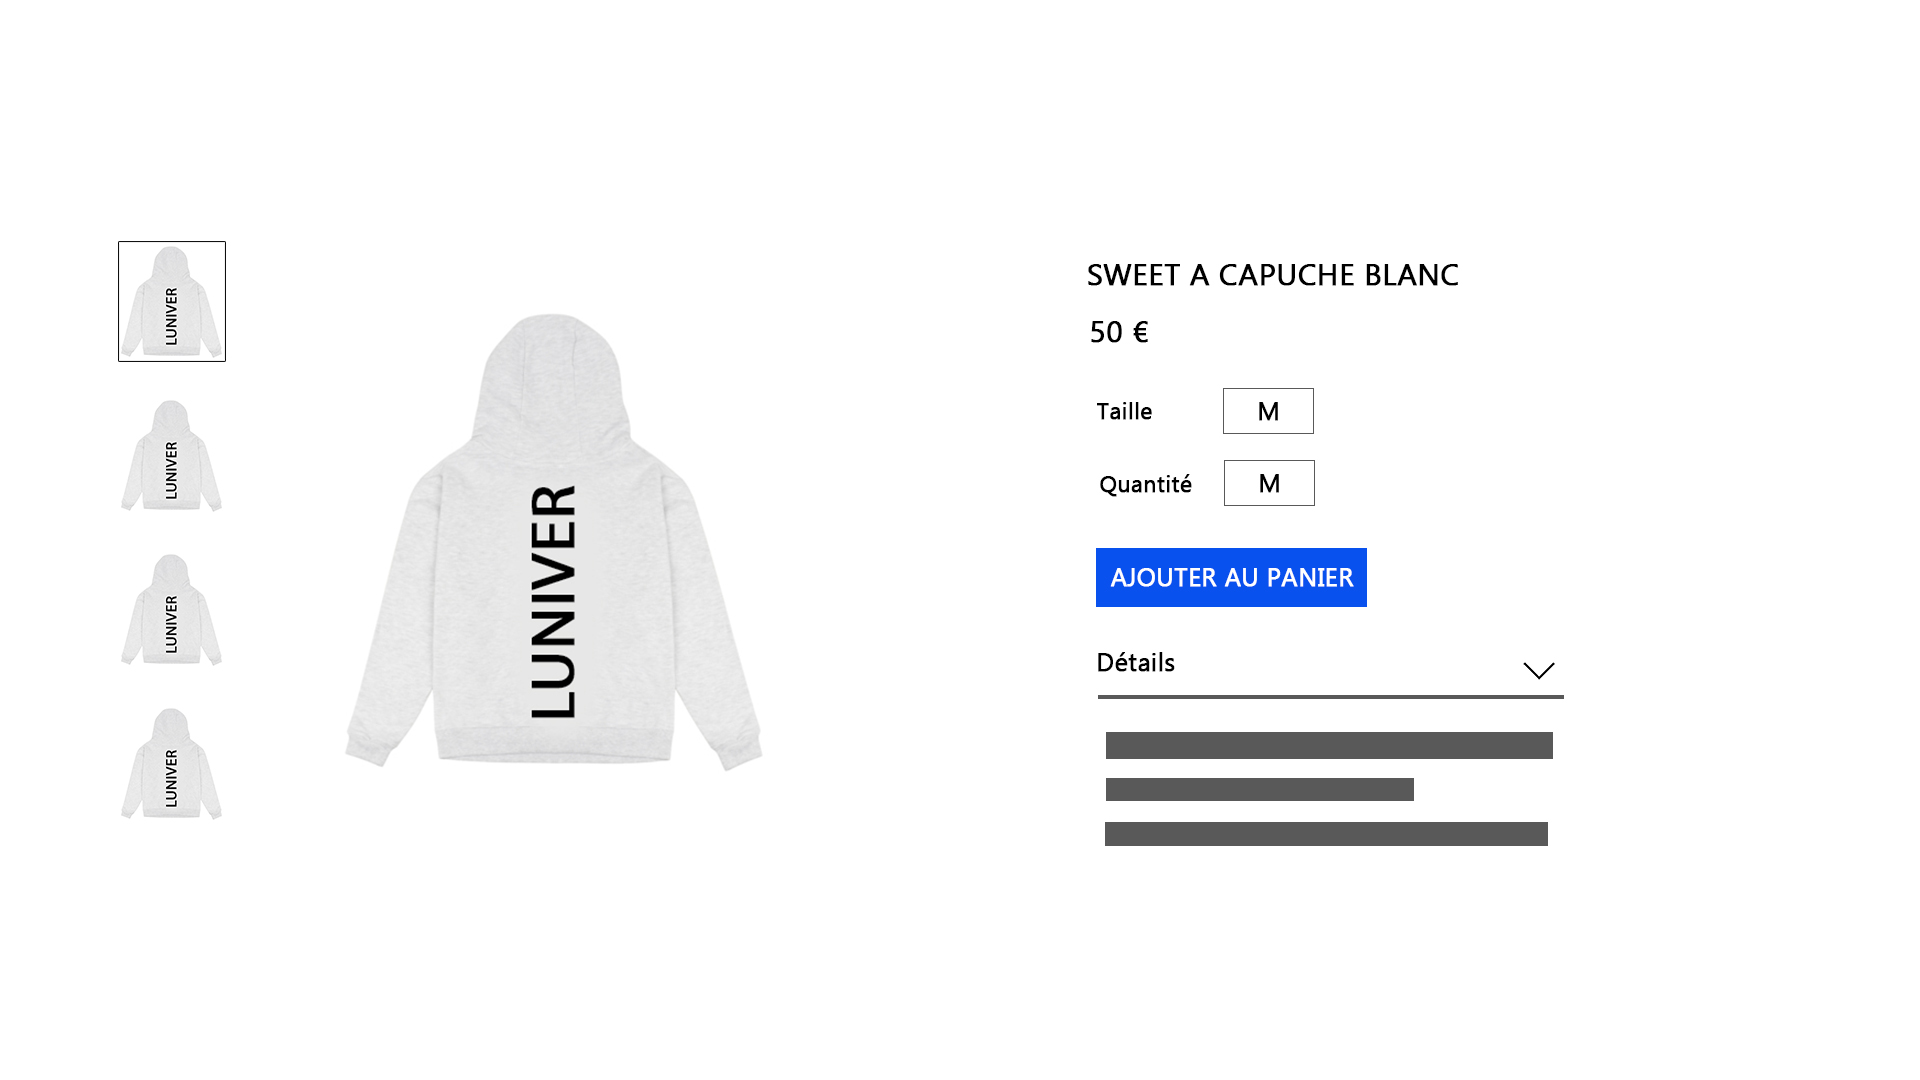 LUNIVER
LUNIVER
LUNIVER
LUNIVER
LUNIVER
SWEET A CAPUCHE BLANC
50 €
Taille M
Quantité M
AJOUTER AU PANIER
Détails